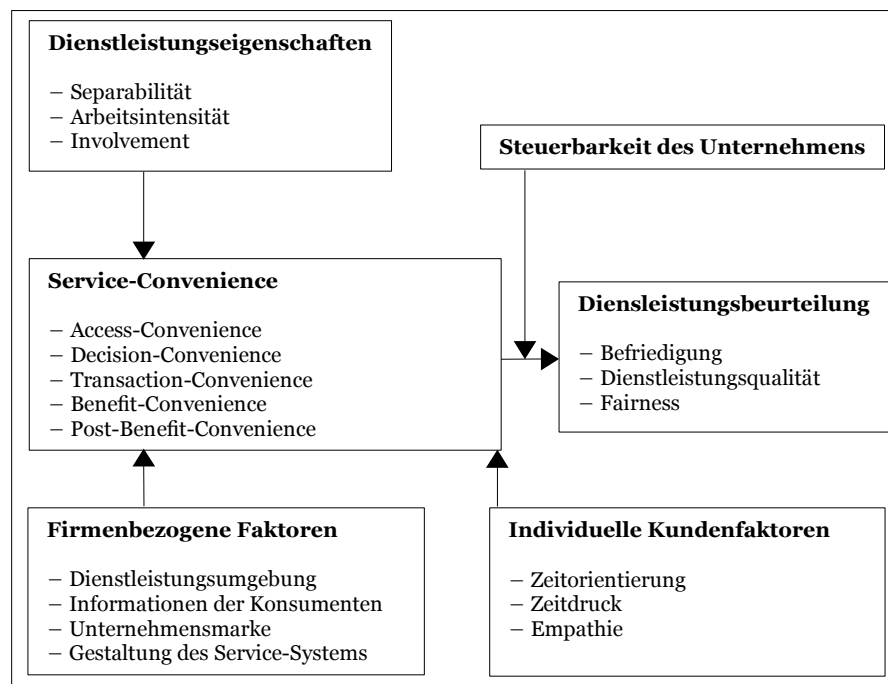 Dienstleistungseigenschaften
– Separabilität
– Arbeitsintensität
– Involvement
Steuerbarkeit des Unternehmens
Service-Convenience
– Access-Convenience
– Decision-Convenience
– Transaction-Convenience
– Benefit-Convenience
– Post-Benefit-Convenience
Diensleistungsbeurteilung
– Befriedigung
– Dienstleistungsqualität
– Fairness
Firmenbezogene Faktoren
– Dienstleistungsumgebung
– Informationen der Konsumenten
– Unternehmensmarke
– Gestaltung des Service-Systems
Individuelle Kundenfaktoren
– Zeitorientierung
– Zeitdruck
– Empathie